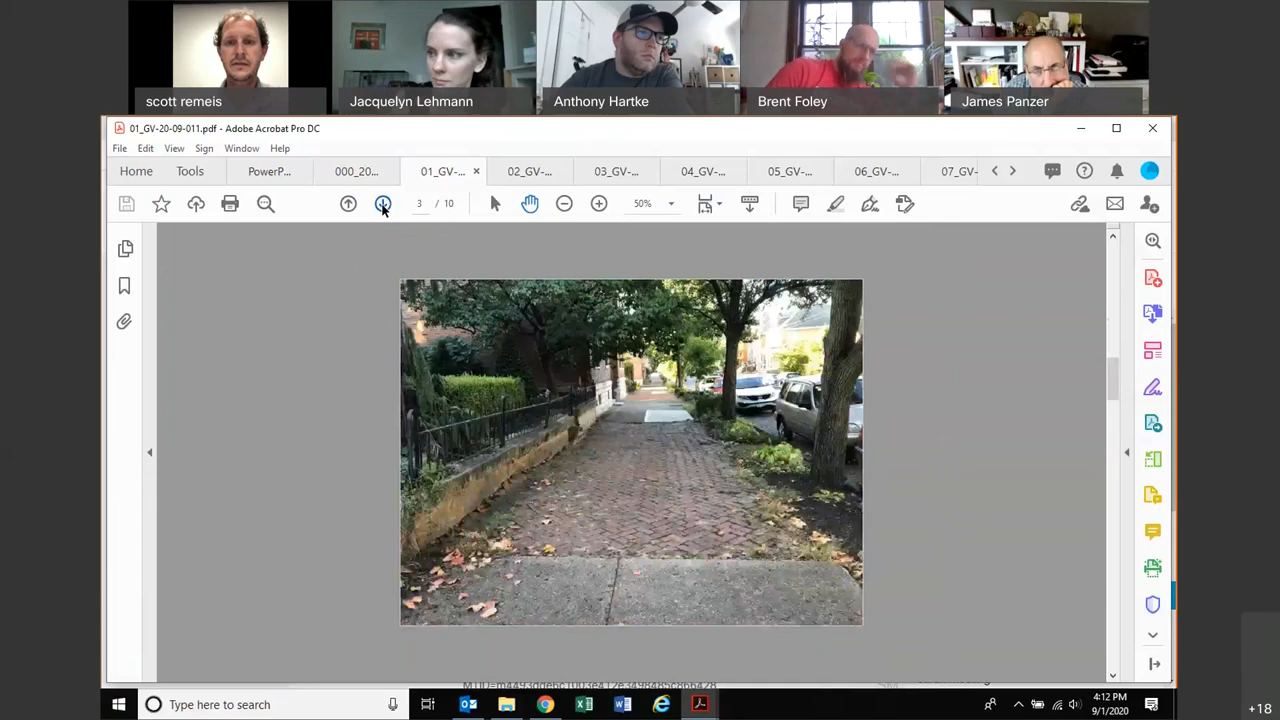 scott remeis
Jacquelyn Lehmann
Anthony Hartke
Brent Foley
James Panzer
01_GV-20-09-011.pdf - Adobe Acrobat Pro DC
File Edit View Sign Window Help
Home Tools PowerP... 000_20... 01_GV-... × 02_GV-... 03_GV-... 04_GV-... 05_GV-... 06_GV-... 07_GV-
3 / 10 50%
Type here to search
4:12 PM
9/1/2020
+18